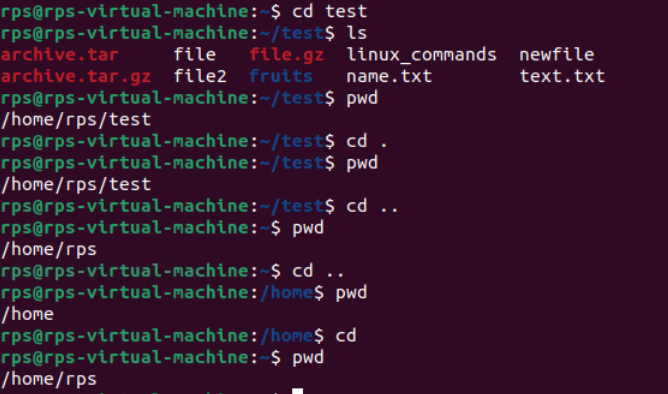 rps@rps-virtual-machine:~$ cd test
rps@rps-virtual-machine:~/test$ ls
archive.tar     file   file.gz  linux_commands  newfile
archive.tar.gz  file2  fruits   name.txt        text.txt
rps@rps-virtual-machine:~/test$ pwd
/home/rps/test
rps@rps-virtual-machine:~/test$ cd .
rps@rps-virtual-machine:~/test$ pwd
/home/rps/test
rps@rps-virtual-machine:~/test$ cd ..
rps@rps-virtual-machine:~$ pwd
/home/rps
rps@rps-virtual-machine:~$ cd ..
rps@rps-virtual-machine:/home$ pwd
/home
rps@rps-virtual-machine:/home$ cd
rps@rps-virtual-machine:~$ pwd
/home/rps